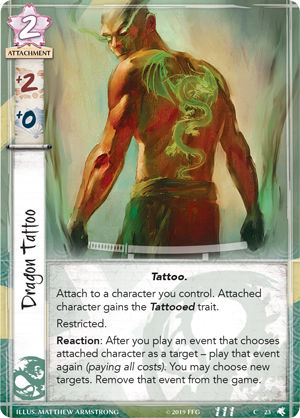 2
ATTACHMENT
+2
+0
Dragon Tattoo
Tattoo.
Attach to a character you control. Attached
character gains the Tattooed trait.
Restricted.
Reaction: After you play an event that chooses
attached character as a target – play that event
again (paying all costs). You may choose new
targets. Remove that event from the game.
ILLUS. MATTHEW ARMSTRONG
©2019 FFG
C 23